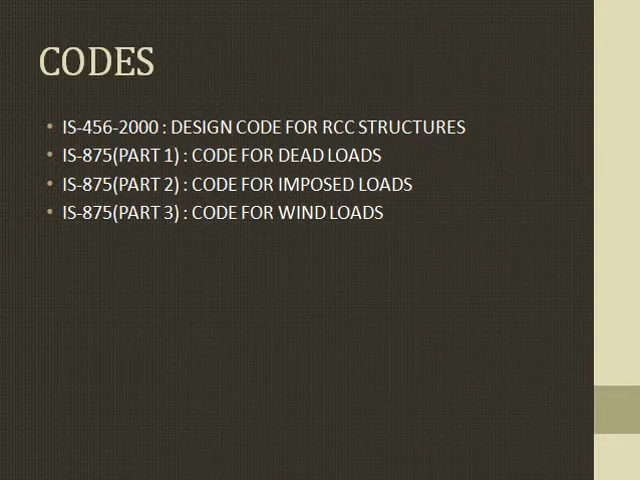 CODES
• IS-456-2000 : DESIGN CODE FOR RCC STRUCTURES
• IS-875(PART 1) : CODE FOR DEAD LOADS
• IS-875(PART 2) : CODE FOR IMPOSED LOADS
• IS-875(PART 3) : CODE FOR WIND LOADS